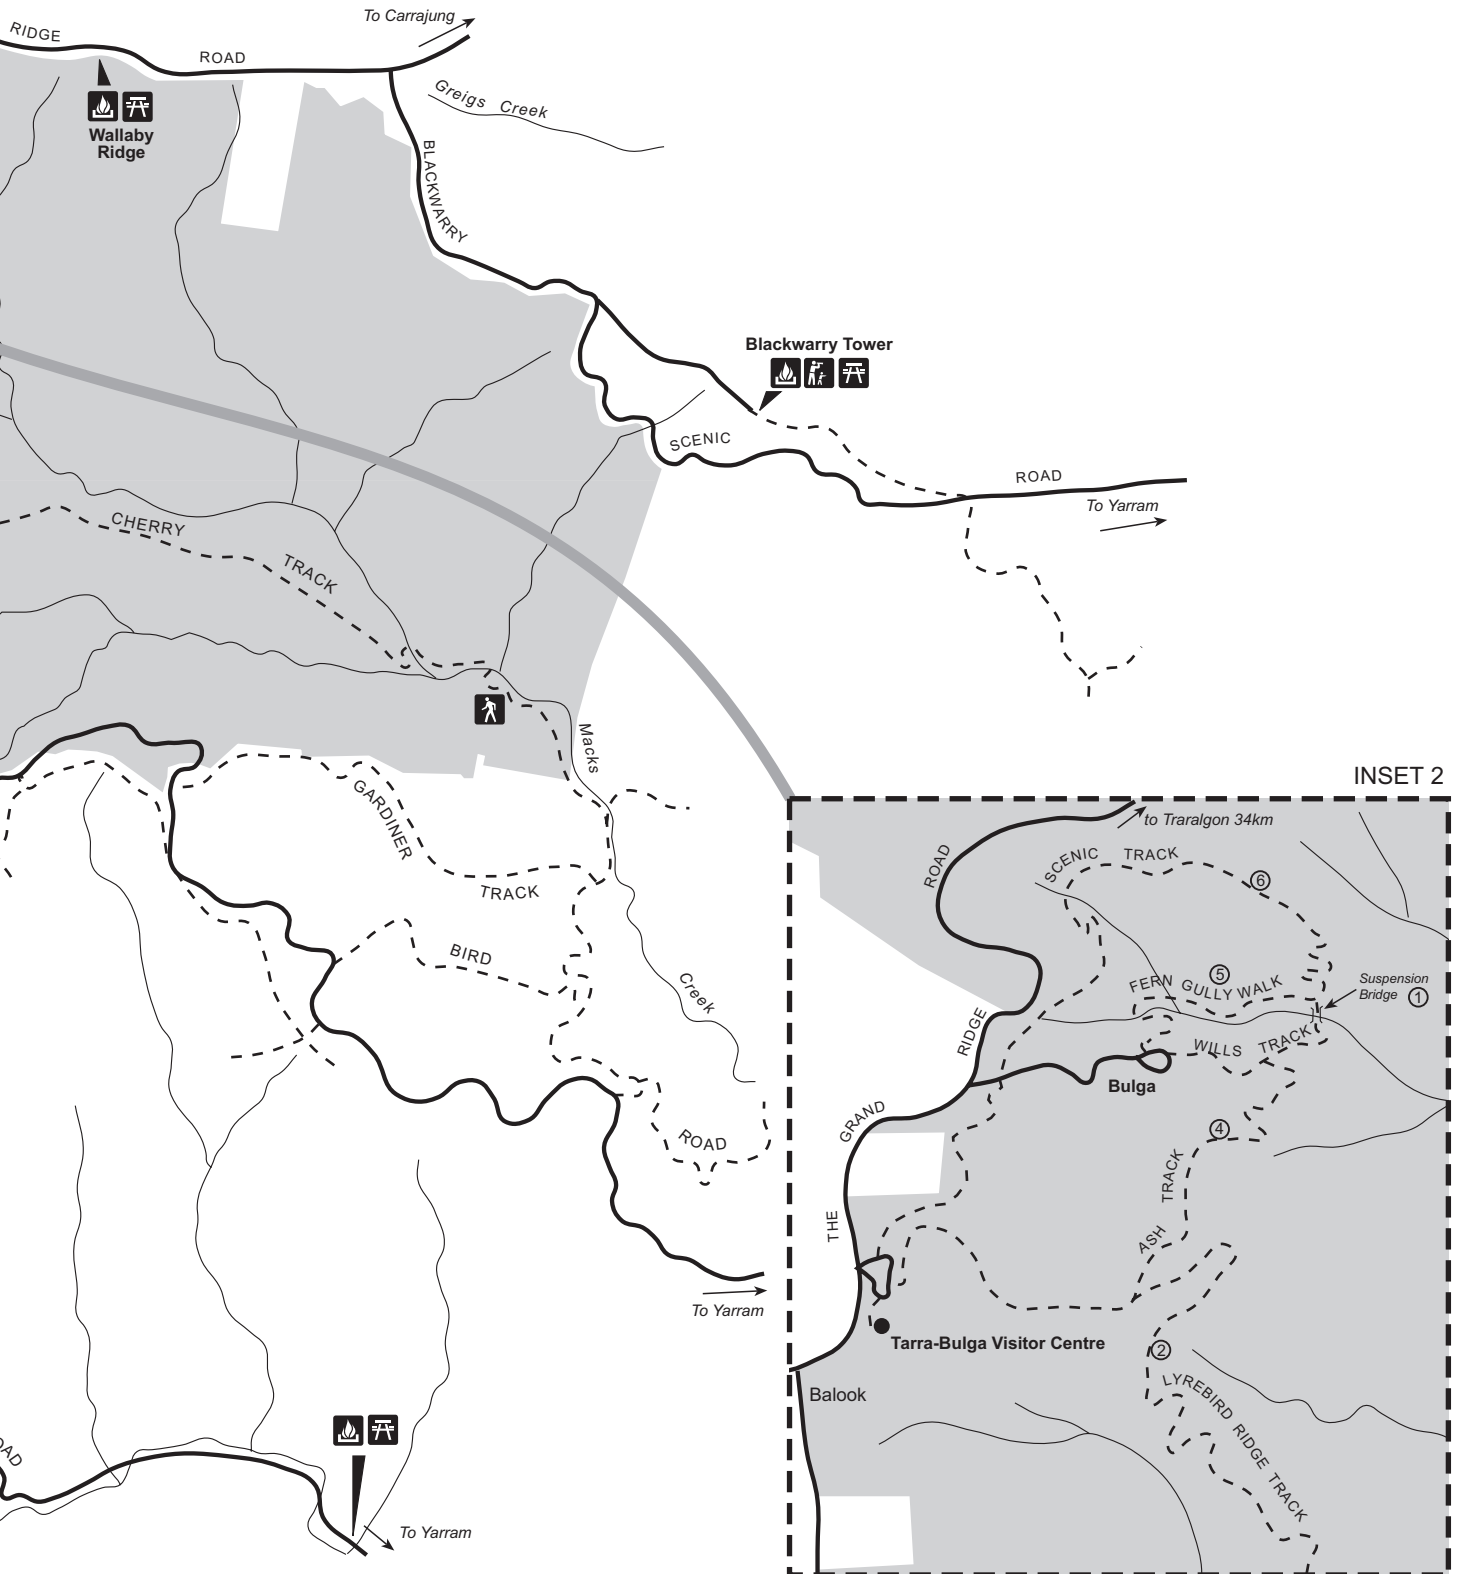 To Carrajung
RIDGE
ROAD
Greigs Creek
Wallaby
Ridge
BLACKWARRY
Blackwarry Tower
SCENIC
ROAD
To Yarram
CHERRY
TRACK
Macks
Creek
GARDINER
TRACK
BIRD
ROAD
To Yarram
OAD
To Yarram
INSET 2
to Traralgon 34km
ROAD
SCENIC TRACK
6
5
FERN GULLY WALK
Suspension
Bridge 1
RIDGE
WILLS TRACK
Bulga
GRAND
4
TRACK
THE
ASH
Tarra-Bulga Visitor Centre
2
Balook
LYREBIRD RIDGE TRACK